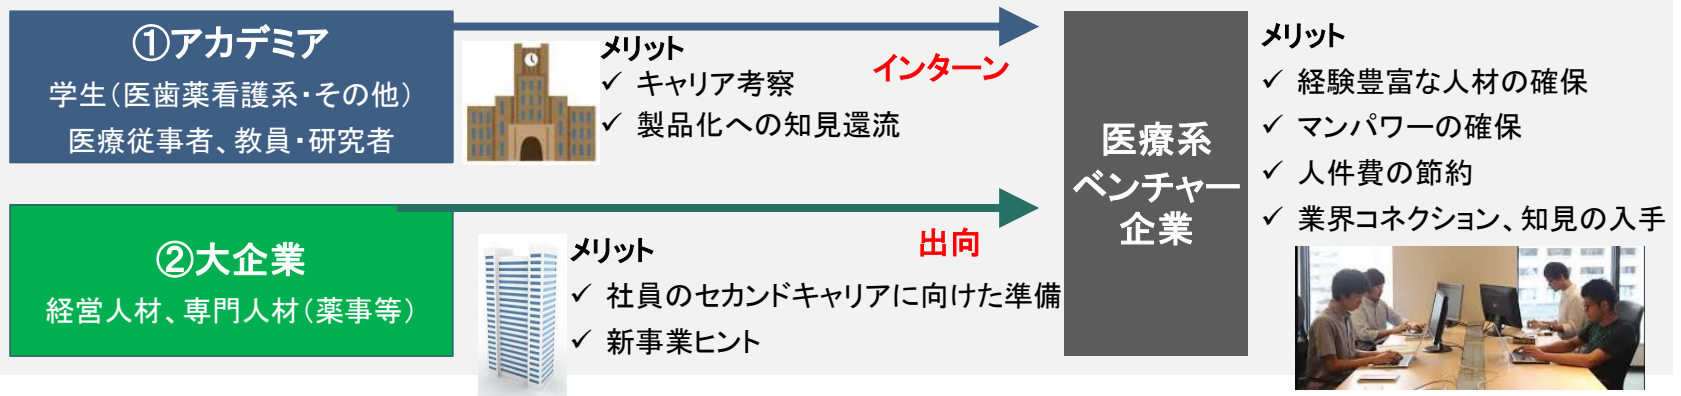 ①アカデミア
学生(医歯薬看護系・その他)
医療従事者、教員・研究者
メリット
✓ キャリア考察
✓ 製品化への知見還流
インターン
②大企業
経営人材、専門人材(薬事等)
メリット
✓ 社員のセカンドキャリアに向けた準備
✓ 新事業ヒント
出向
医療系
ベンチャー
企業
メリット
✓ 経験豊富な人材の確保
✓ マンパワーの確保
✓ 人件費の節約
✓ 業界コネクション、知見の入手